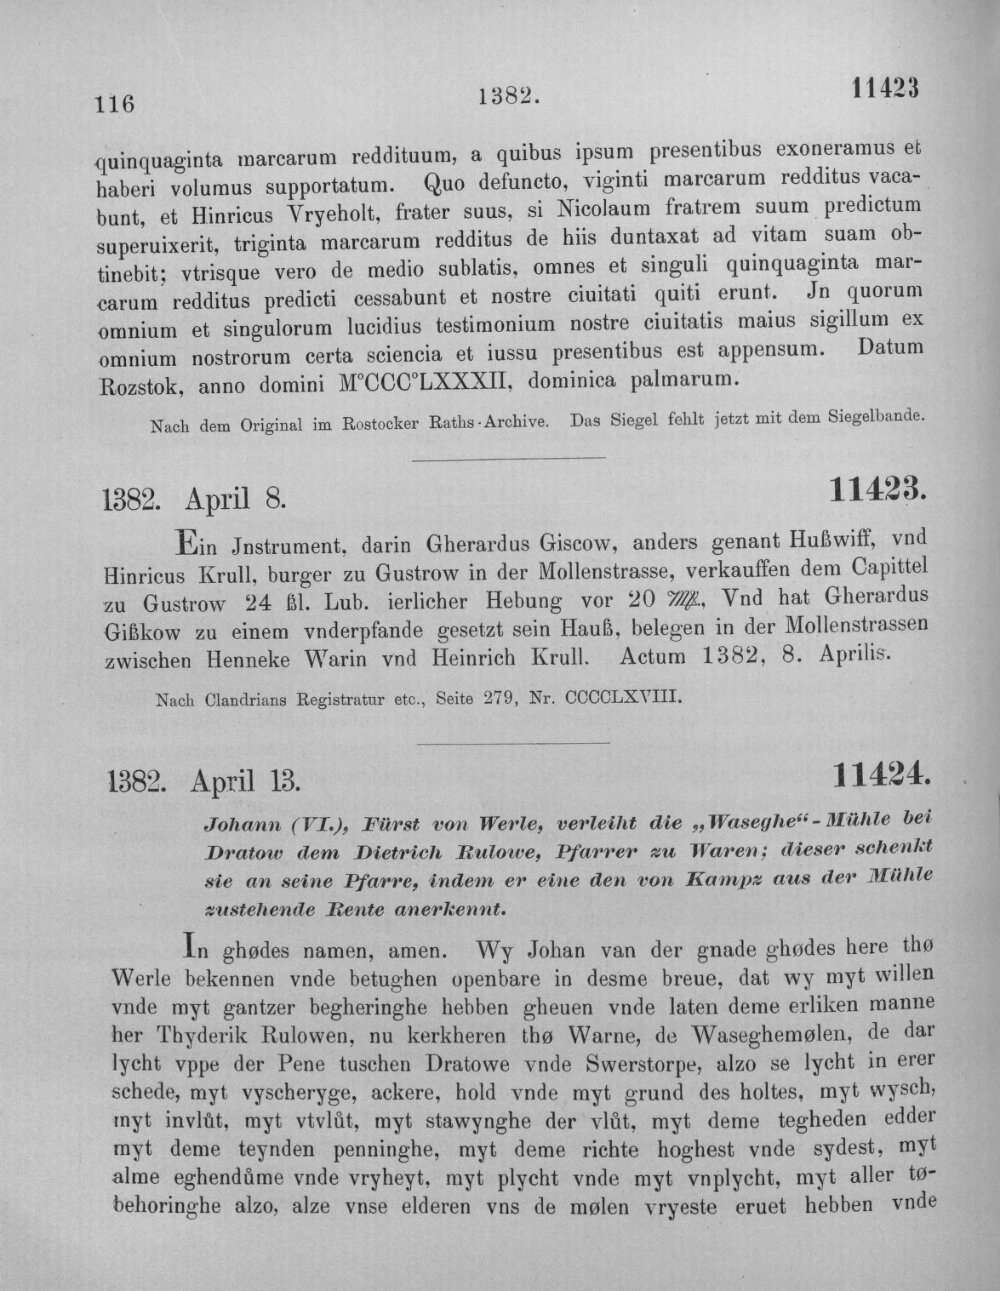 116 1382. 11423
quinquaginta marcarum reddituum, a quibus ipsum presentibus exoneramus et
haberi volumus supportatum. Quo defuncto, viginti marcarum redditus vaca-
bunt, et Hinricus Vryeholt, frater suus, si Nicolaum fratrem suum predictum
superuixerit, triginta marcarum redditus de hiis duntaxat ad vitam suam ob-
tinebit; vtrisque vero de medio sublatis, omnes et singuli quinquaginta mar-
carum redditus predicti cessabunt et nostre ciuitati quiti erunt. Jn quorum
omnium et singulorum lucidius testimonium nostre ciuitatis maius sigillum ex
omnium nostrorum certa sciencia et iussu presentibus est appensum. Datum
Rozstok, anno domini M°CCC°LXXXII, dominica palmarum.
Nach dem Original im Rostocker Raths-Archive. Das Siegel fehlt jetzt mit dem Siegelbande.
1382. April 8. 11423.
Ein Jnstrument, darin Gherardus Giscow, anders genant Hußwiff, vnd
Hinricus Krull, burger zu Gustrow in der Mollenstrasse, verkauffen dem Capittel
zu Gustrow 24 ßl. Lub. ierlicher Hebung vor 20 , Vnd hat Gherardus
Gißkow zu einem vnderpfande gesetzt sein Hauß, belegen in der Mollenstrassen
zwischen Henneke Warin vnd Heinrich Krull. Actum 1382, 8. Aprilis.
Nach Clandrians Registratur etc., Seite 279, Nr. CCCCLXVIII.
1382. April 13. 11424.
Johann (VI.), Fürst von Werle, verleiht die „Waseghe“-Mühle bei
Dratow dem Dietrich Rulowe, Pfarrer zu Waren; dieser schenkt
sie an seine Pfarre, indem er eine den von Kampz aus der Mühle
zustehende Rente anerkennt.
In ghødes namen, amen. Wy Johan van der gnade ghødes here thø
Werle bekennen vnde betughen openbare in desme breue, dat wy myt willen
vnde myt gantzer begheringhe hebben gheuen vnde laten deme erliken manne
her Thyderik Rulowen, nu kerkheren thø Warne, de Waseghemølen, de dar
lycht vppe der Pene tuschen Dratowe vnde Swerstorpe, alzo se lycht in erer
schede, myt vyscheryge, ackere, hold vnde myt grund des holtes, myt wysch,
myt invlůt, myt vtvlůt, myt stawynghe der vlůt, myt deme tegheden edder
myt deme teynden penninghe, myt deme richte hoghest vnde sydest, myt
alme eghendůme vnde vryheyt, myt plycht vnde myt vnplycht, myt aller tø-
behoringhe alzo, alze vnse elderen vns de mølen vryeste eruet hebben vnde